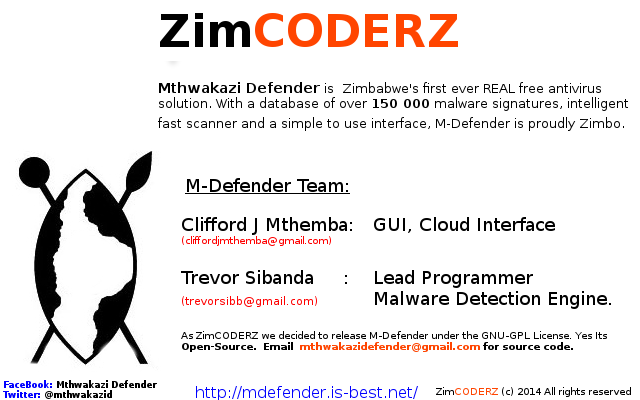 ZimCODERZ
Mthwakazi Defender is Zimbabwe's first ever REAL free antivirus
solution. With a database of over 150 000 malware signatures, intelligent
fast scanner and a simple to use interface, M-Defender is proudly Zimbo.
M-Defender Team:
Clifford J Mthemba: GUI, Cloud Interface
(cliffordjmthemba@gmail.com)
Trevor Sibanda : Lead Programmer
(trevorsibb@gmail.com) Malware Detection Engine.
As ZimCODERZ we decided to release M-Defender under the GNU-GPL License. Yes Its
Open-Source. Email mthwakazidefender@gmail.com for source code.
FaceBook: Mthwakazi Defender
Twitter: @mthwakazid
http://mdefender.is-best.net/
ZimCODERZ (c) 2014 All rights reserved